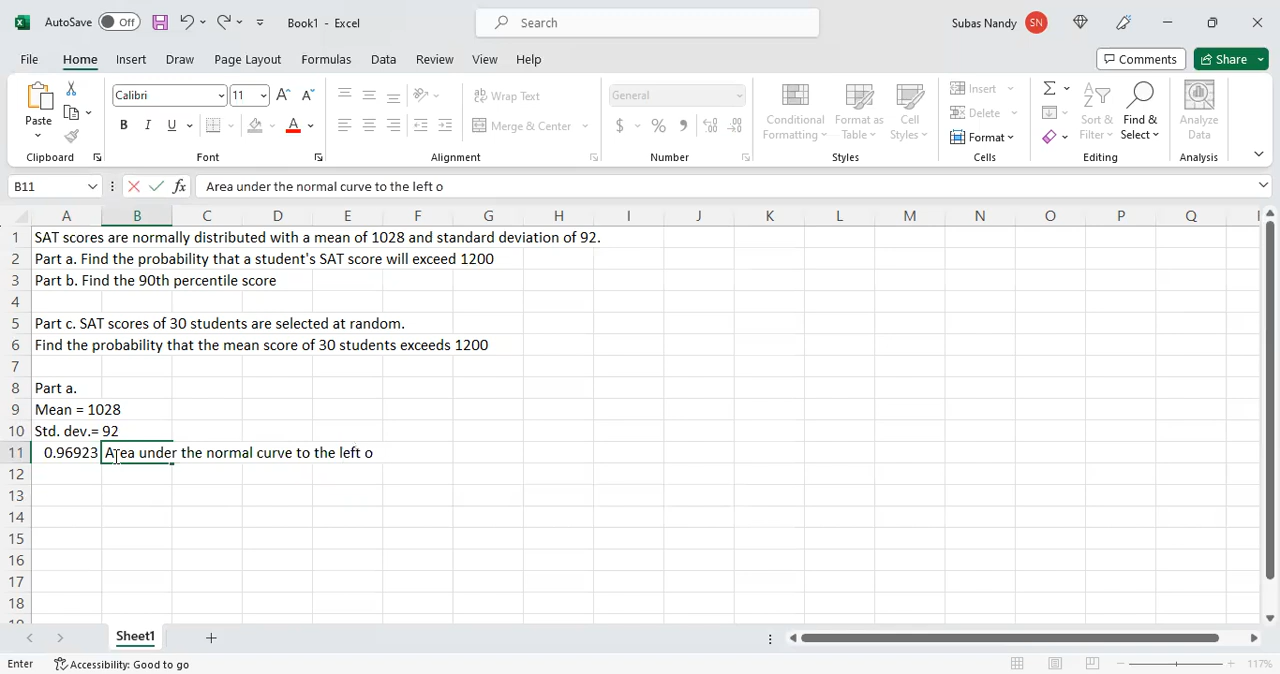 AutoSave Off Book1 - Excel Search Subas Nandy SN
File Home Insert Draw Page Layout Formulas Data Review View Help Comments Share
Paste Calibri 11 A^ A˅ Wrap Text General Conditional Formatting Format as Table Cell Styles Insert Sort & Filter Find & Select Analyze Data
B I U A Merge & Center $ % , Delete
Format
Clipboard Font Alignment Number Styles Cells Editing Analysis
B11 fx Area under the normal curve to the left o
A B C D E F G H I J K L M N O P Q
1 SAT scores are normally distributed with a mean of 1028 and standard deviation of 92.
2 Part a. Find the probability that a student's SAT score will exceed 1200
3 Part b. Find the 90th percentile score
4
5 Part c. SAT scores of 30 students are selected at random.
6 Find the probability that the mean score of 30 students exceeds 1200
7
8 Part a.
9 Mean = 1028
10 Std. dev.= 92
11 0.96923 Area under the normal curve to the left o
12
13
14
15
16
17
18
Sheet1
Enter Accessibility: Good to go 117%